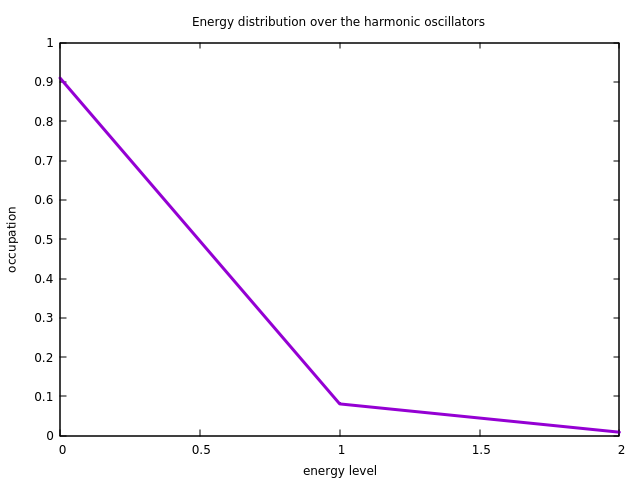 Energy distribution over the harmonic oscillators
1
0.9
0.8
0.7
0.6
0.5
0.4
0.3
0.2
0.1
0
occupation
0 0.5 1 1.5 2
energy level